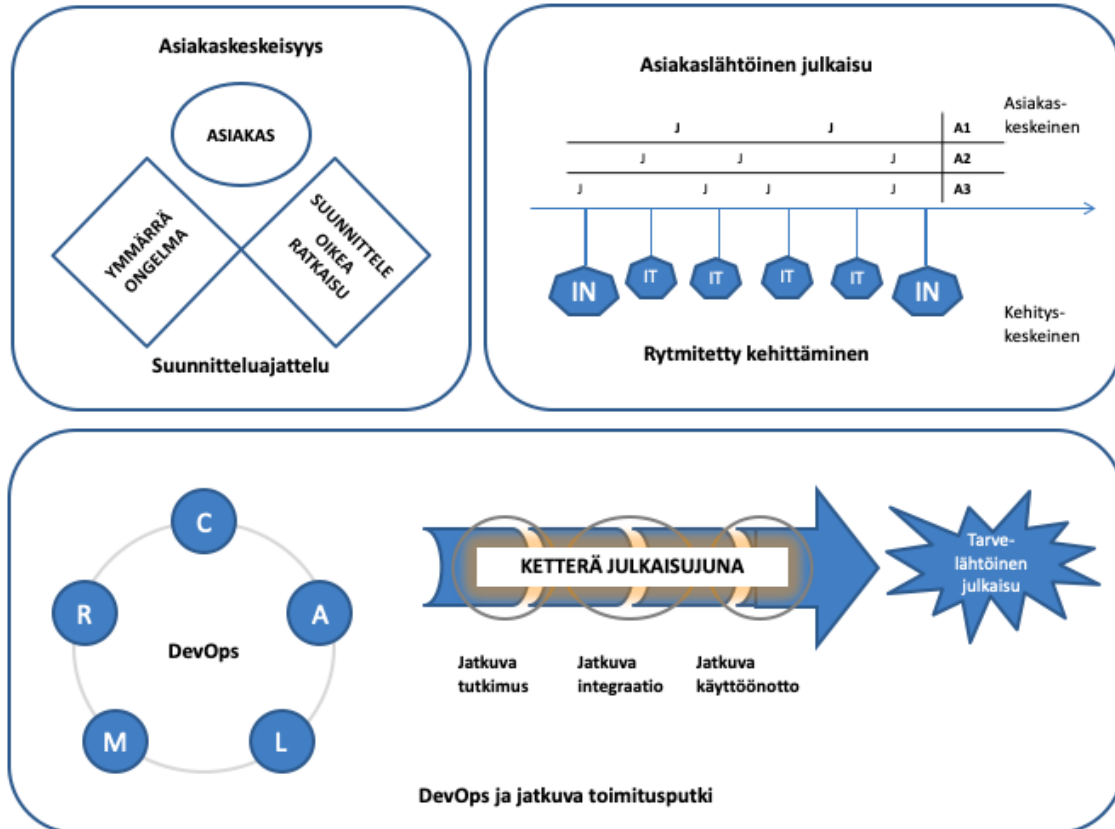 Asiakaskeskeisyys
ASIAKAS
YMMÄRRÄ
ONGELMA
SUUNNITTELE
OIKEA
RATKAISU
Suunnitteluajattelu
Asiakaslähtöinen julkaisu
Asiakas-
keskeinen
J J A1
J J J A2
J J J J A3
IN IT IT IT IT IN
Kehitys-
keskeinen
Rytmitetty kehittäminen
C
R
A
DevOps
M
L
KETTERÄ JULKAISUJUNA
Tarve-
lähtöinen
julkaisu
Jatkuva
tutkimus
Jatkuva
integraatio
Jatkuva
käyttöönotto
DevOps ja jatkuva toimitusputki